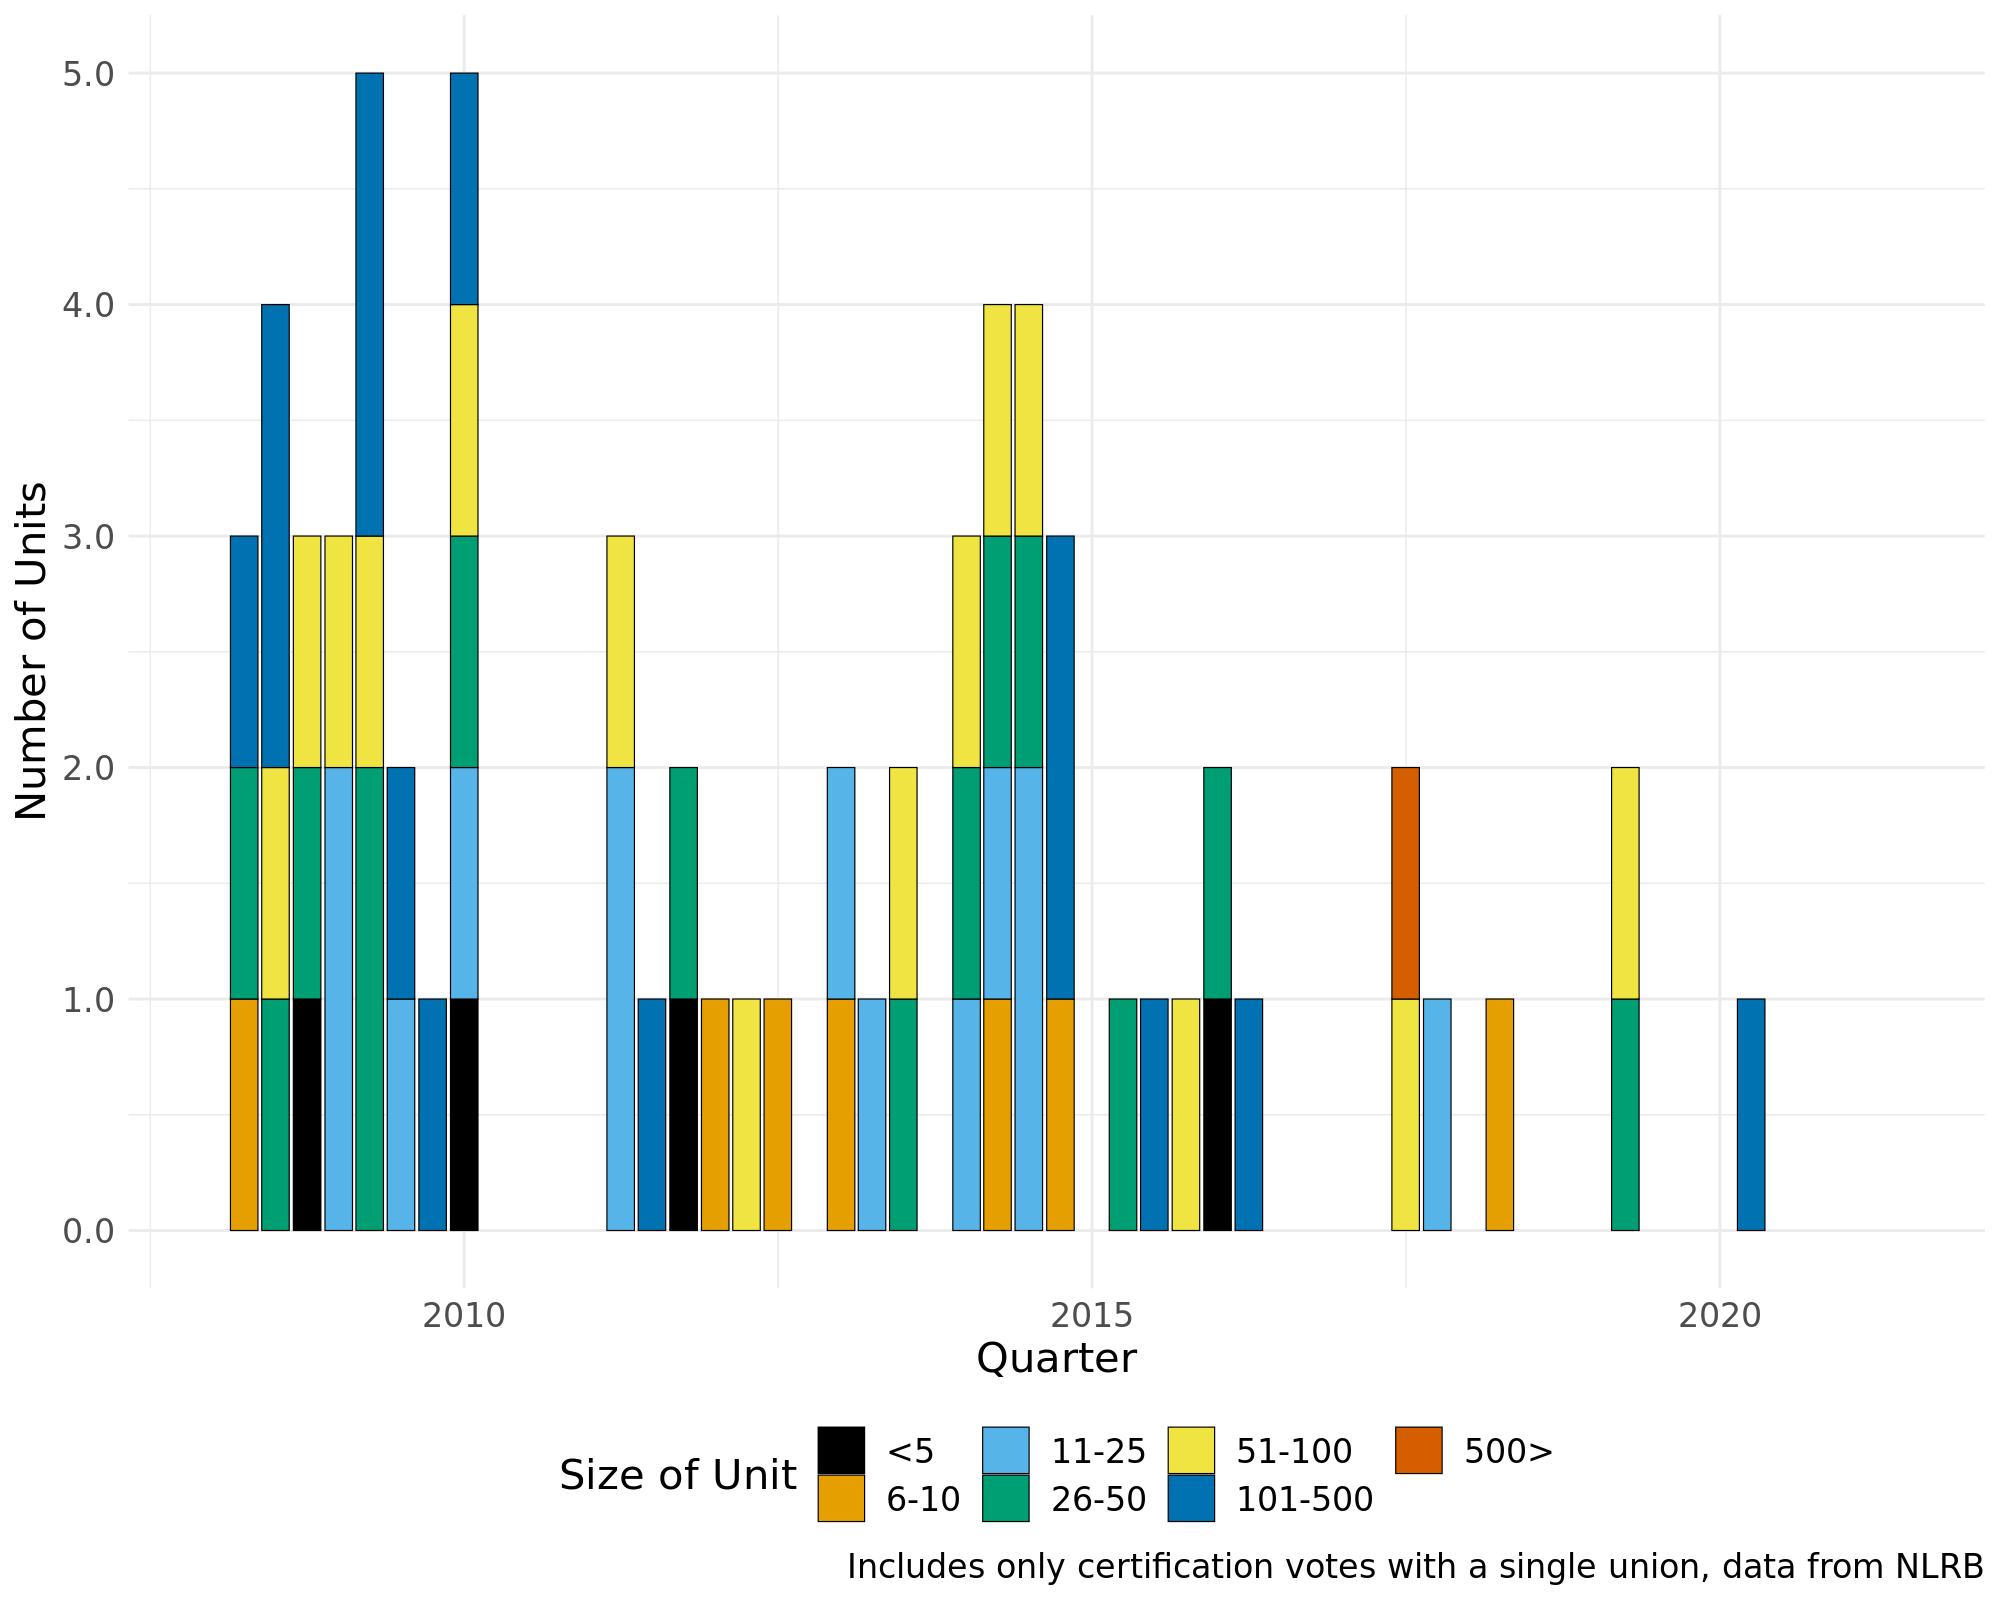 5.0
4.0
3.0
2.0
1.0
0.0
Number of Units
2010 2015 2020
Quarter
Size of Unit
<5 11-25 51-100 500>
6-10 26-50 101-500
Includes only certification votes with a single union, data from NLRB